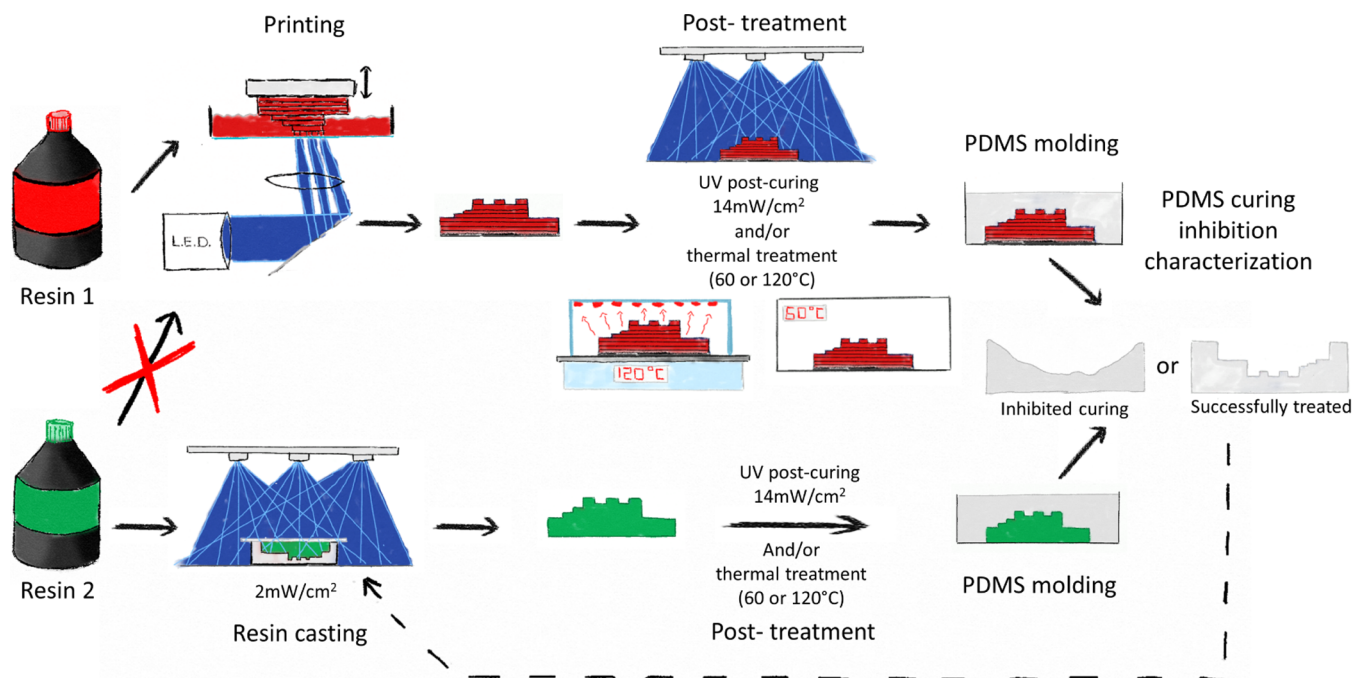 Printing
Post- treatment
L.E.D.
Resin 1
UV post-curing
14mW/cm²
and/or
thermal treatment
(60 or 120°C)
PDMS molding
PDMS curing
inhibition
characterization
120°C
60°C
Inhibited curing
or
Successfully treated
Resin 2
2mW/cm²
Resin casting
UV post-curing
14mW/cm²
And/or
thermal treatment
(60 or 120°C)
Post- treatment
PDMS molding